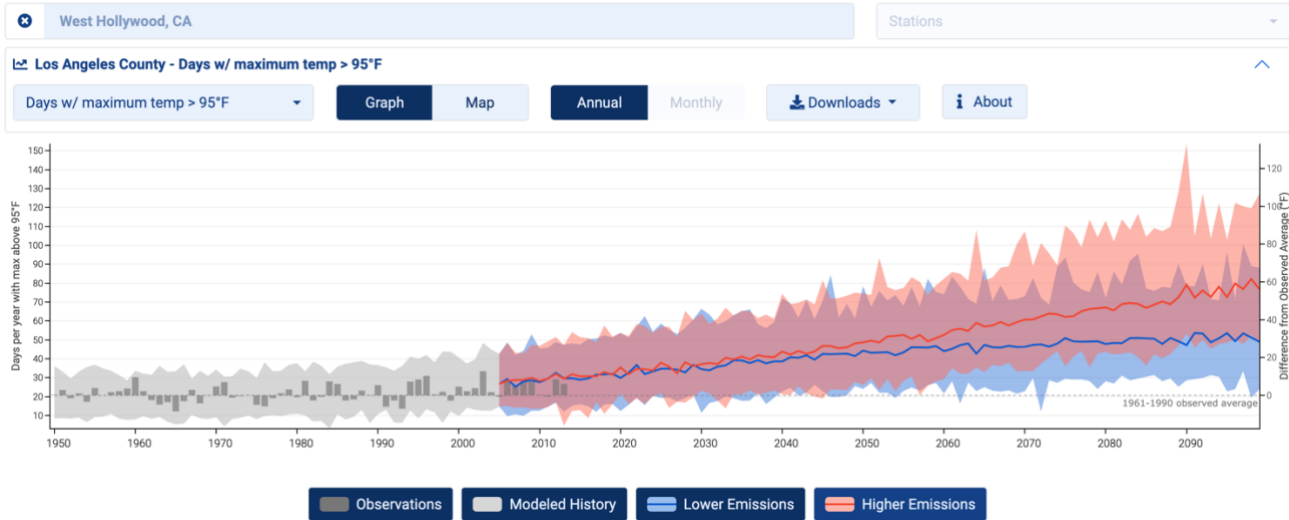 West Hollywood, CA
Stations
Los Angeles County - Days w/ maximum temp > 95°F
Days w/ maximum temp > 95°F
Graph
Map
Annual
Monthly
Downloads
About
Days per year with max above 95°F
150
140
130
120
110
100
90
80
70
60
50
40
30
20
10
120
100
80
60
40
20
0
Difference from Observed Average (°F)
1961-1990 observed average
1950
1960
1970
1980
1990
2000
2010
2020
2030
2040
2050
2060
2070
2080
2090
Observations
Modeled History
Lower Emissions
Higher Emissions